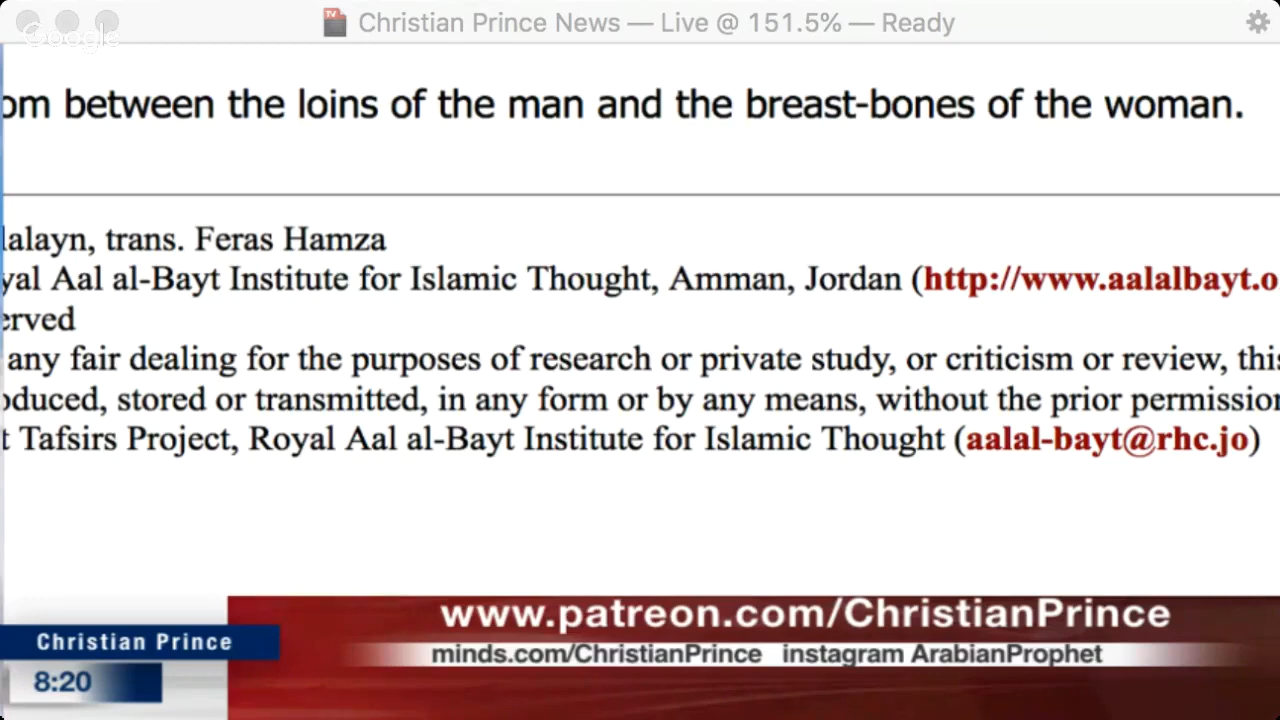 Christian Prince News — Live @ 151.5% — Ready
Google
om between the loins of the man and the breast-bones of the woman.
lalayn, trans. Feras Hamza
yal Aal al-Bayt Institute for Islamic Thought, Amman, Jordan (http://www.aalalbayt.o
erved
any fair dealing for the purposes of research or private study, or criticism or review, this
oduced, stored or transmitted, in any form or by any means, without the prior permission
t Tafsirs Project, Royal Aal al-Bayt Institute for Islamic Thought (aalal-bayt@rhc.jo)
www.patreon.com/ChristianPrince
Christian Prince
minds.com/ChristianPrince instagram ArabianProphet
8:20